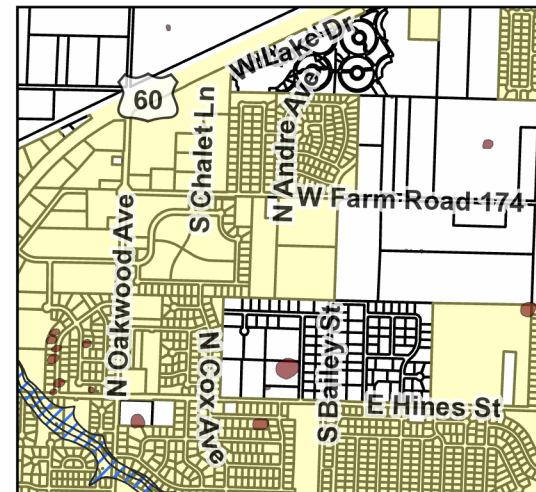 W Lake Dr
60
S Chalet Ln
N Andre Ave
W Farm Road 174
N Oakwood Ave
N Cox Ave
S Bailey St
E Hines St